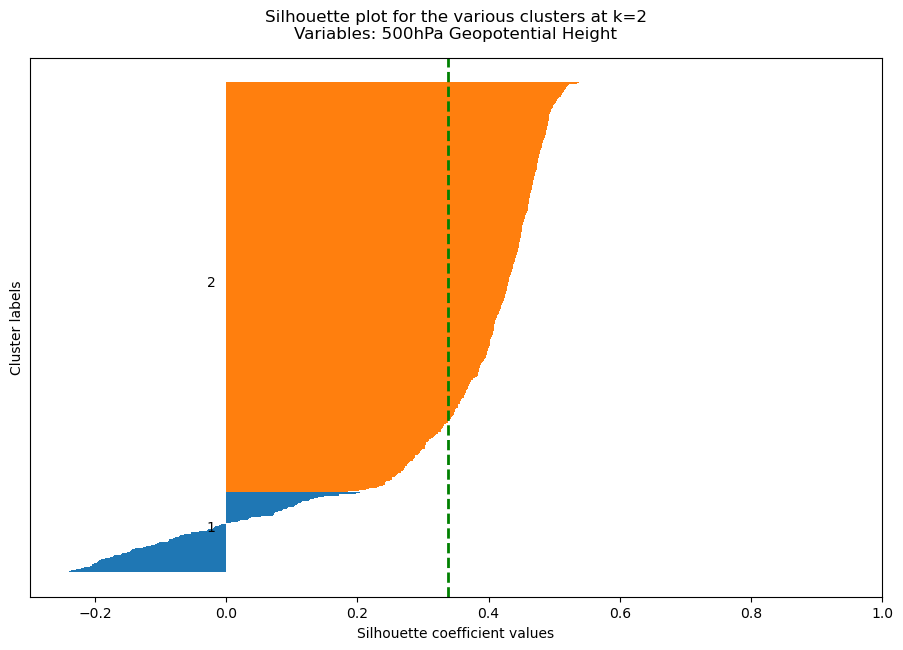 Silhouette plot for the various clusters at k=2
Variables: 500hPa Geopotential Height
Cluster labels
2
1
−0.2 0.0 0.2 0.4 0.6 0.8 1.0
Silhouette coefficient values